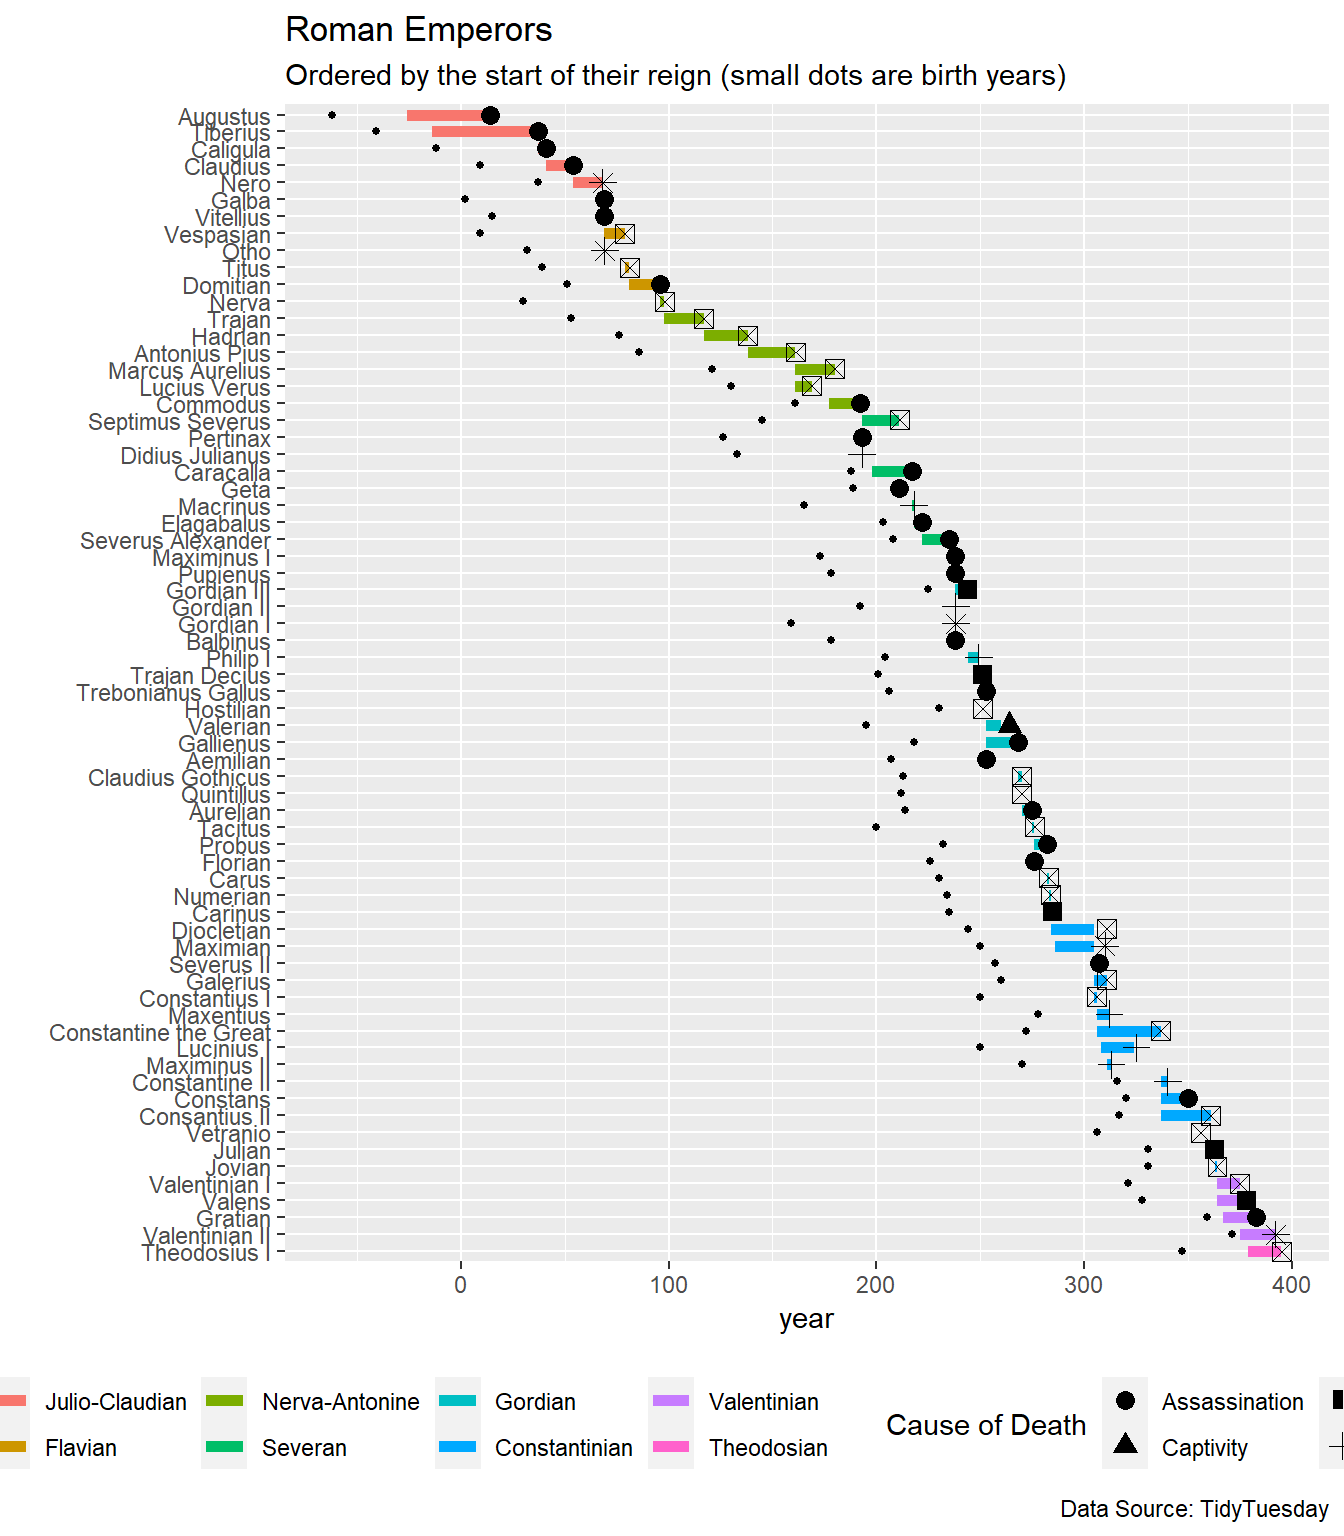 Roman Emperors
Ordered by the start of their reign (small dots are birth years)
Augustus
Tiberius
Caligula
Claudius
Nero
Galba
Vitellius
Vespasian
Otho
Titus
Domitian
Nerva
Trajan
Hadrian
Antonius Pius
Marcus Aurelius
Lucius Verus
Commodus
Septimus Severus
Pertinax
Didius Julianus
Caracalla
Geta
Macrinus
Elagabalus
Severus Alexander
Maximinus I
Pupienus
Gordian III
Gordian II
Gordian I
Balbinus
Philip I
Trajan Decius
Trebonianus Gallus
Hostilian
Valerian
Gallienus
Aemilian
Claudius Gothicus
Quintillus
Aurelian
Tacitus
Probus
Florian
Carus
Numerian
Carinus
Diocletian
Maximian
Severus II
Galerius
Constantius I
Maxentius
Constantine the Great
Lucinius I
Maximinus II
Constantine II
Constans
Consantius II
Vetranio
Julian
Jovian
Valentinian I
Valens
Gratian
Valentinian II
Theodosius I
0 100 200 300 400
year
Julio-Claudian Nerva-Antonine Gordian Valentinian Cause of Death Assassination
Flavian Severan Constantinian Theodosian Captivity
Data Source: TidyTuesday